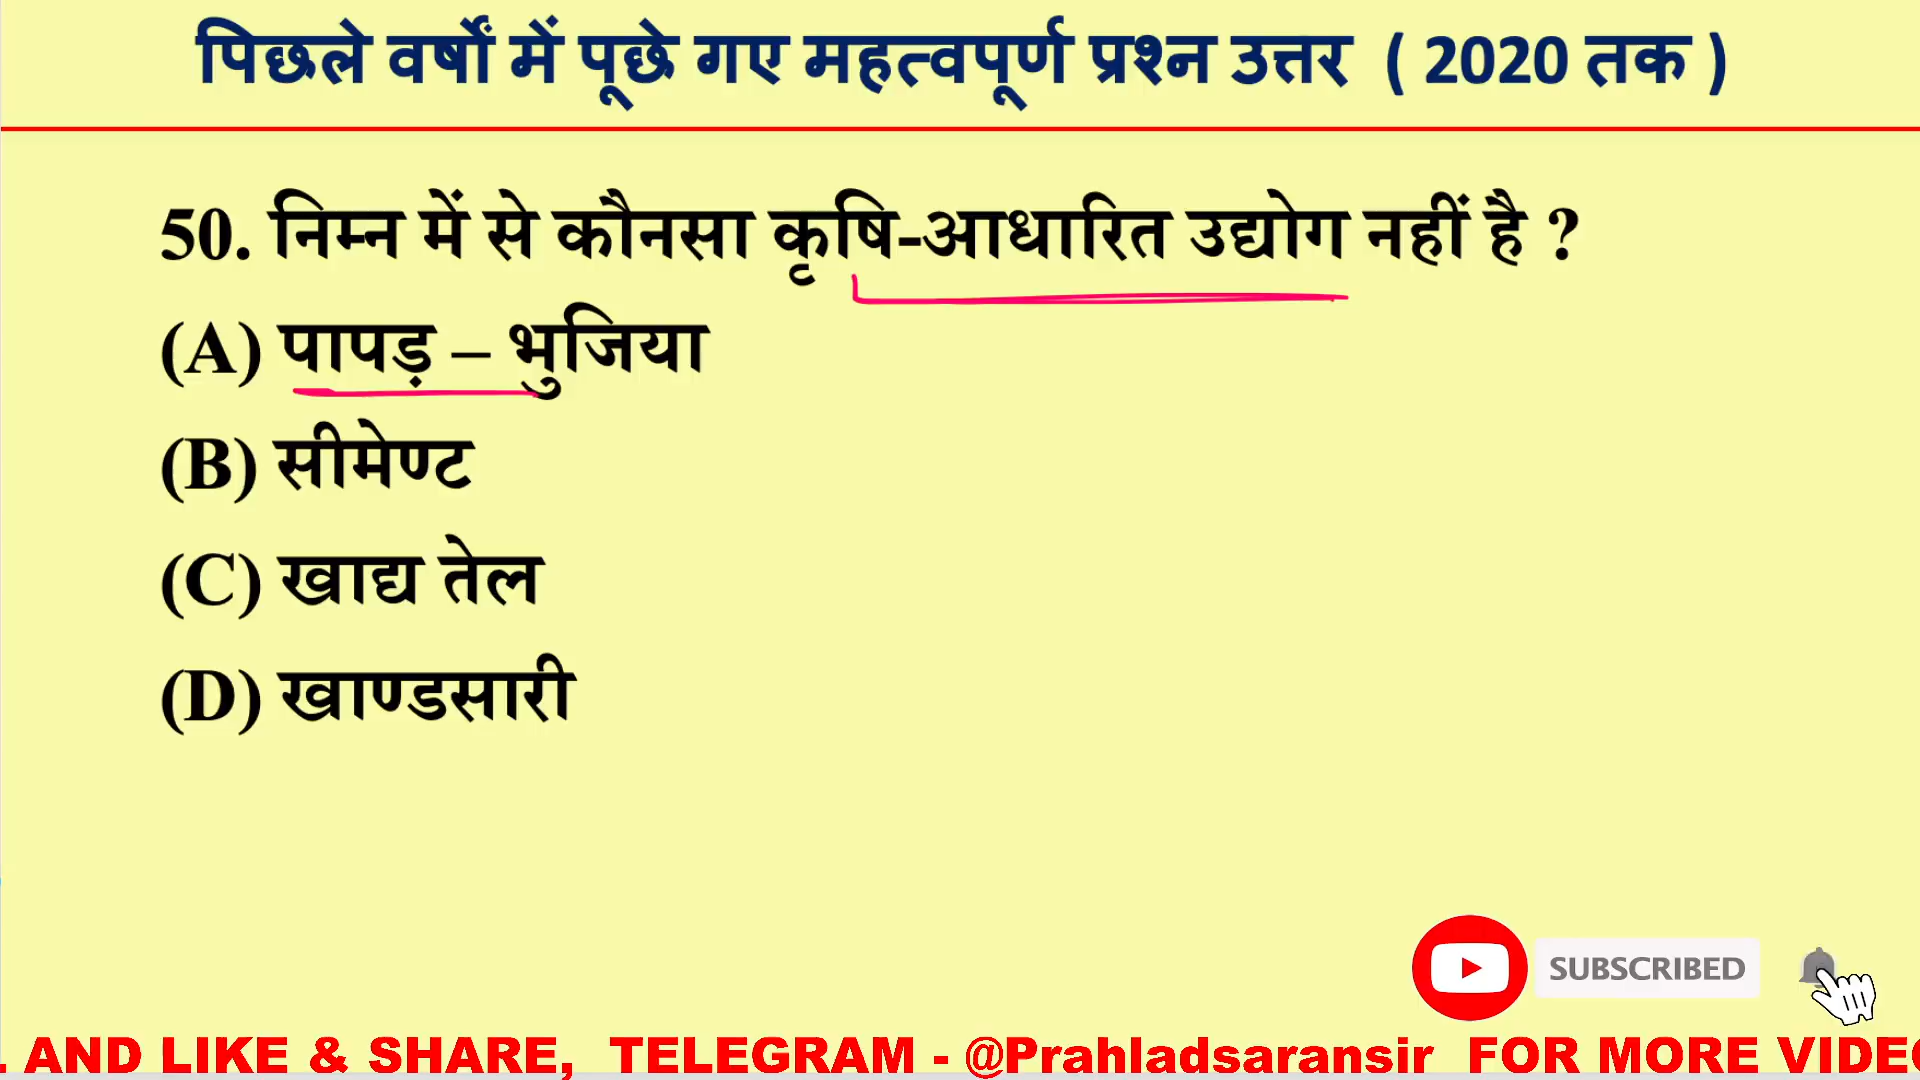 पिछले वर्षों में पूछे गए महत्वपूर्ण प्रश्न उत्तर ( 2020 तक )
50. निम्न में से कौनसा कृषि-आधारित उद्योग नहीं है ?
(A) पापड़ – भुजिया
(B) सीमेण्ट
(C) खाद्य तेल
(D) खाण्डसारी
SUBSCRIBED
AND LIKE & SHARE, TELEGRAM - @Prahladsaransir FOR MORE